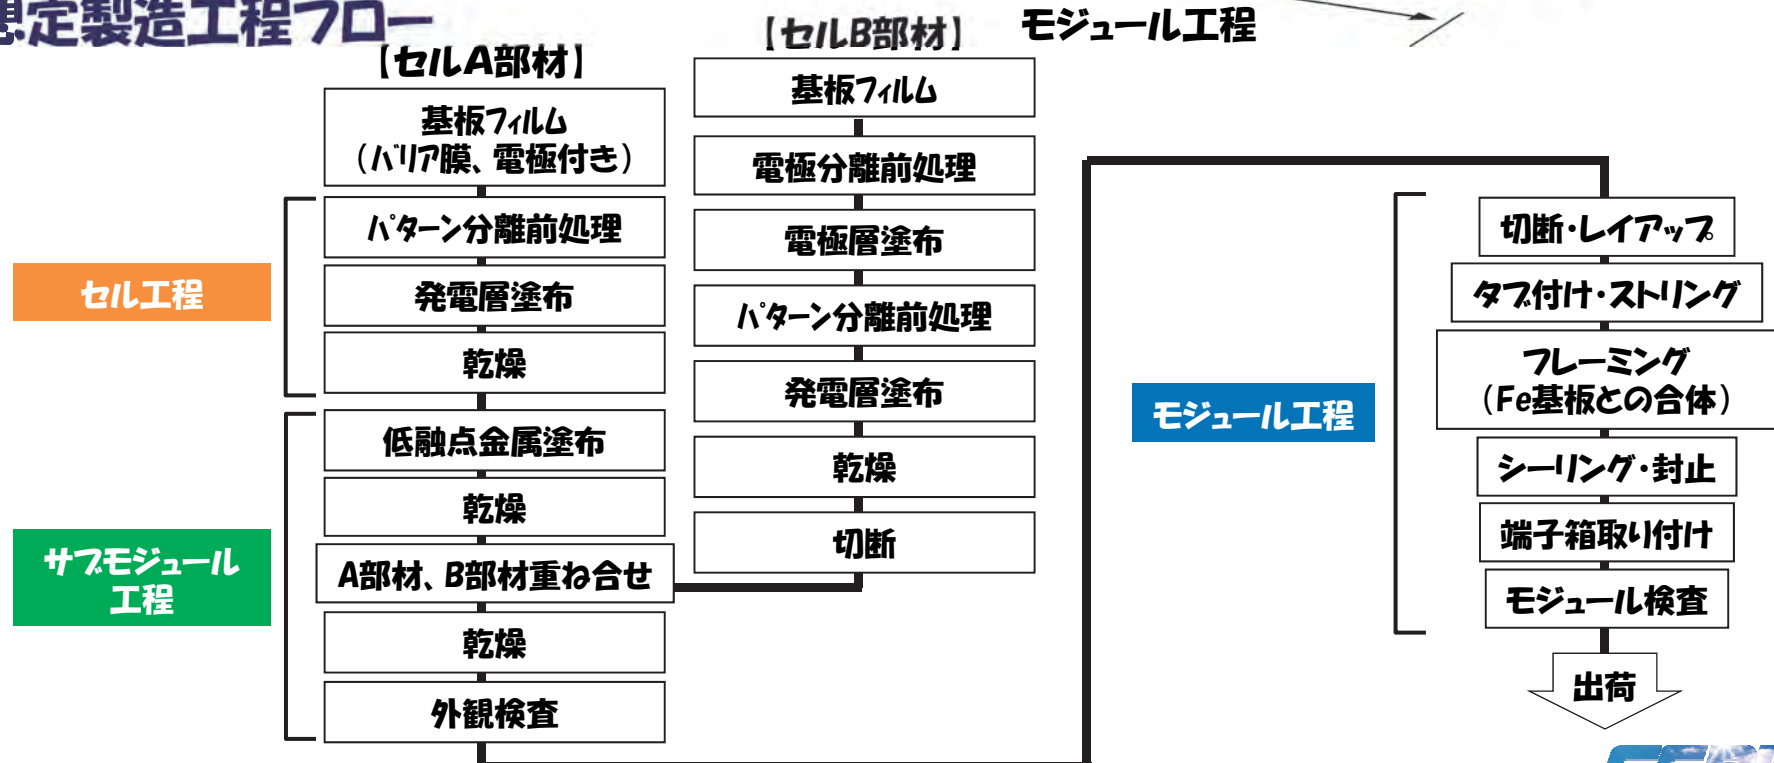 想定製造工程フロー
【セルA部材】
基板フィルム
（バリア膜、電極付き）
パターン分離前処理
発電層塗布
乾燥
低融点金属塗布
乾燥
A部材、B部材重ね合せ
乾燥
外観検査
セル工程
サブモジュール
工程
【セルB部材】
基板フィルム
電極分離前処理
電極層塗布
パターン分離前処理
発電層塗布
乾燥
切断
モジュール工程
モジュール工程
切断・レイアップ
タブ付け・ストリング
フレーミング
（Fe基板との合体）
シーリング・封止
端子箱取り付け
モジュール検査
出荷